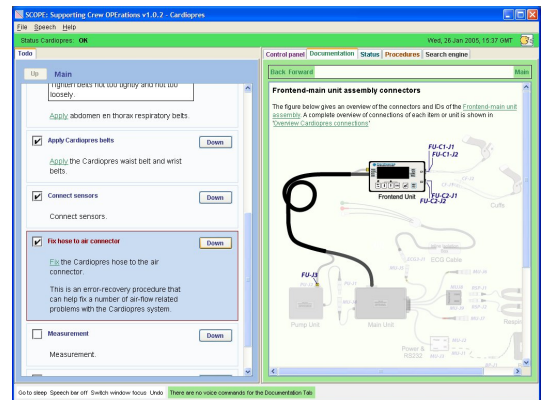 SCOPE: Supporting Crew OPErations v1.0.2 - Cardiopres
File Speech Help
Status Cardiopres: OK
Wed, 26 Jan 2005, 15:37 GMT
Todo
Up Main
Tighten belts not too tightly and not too
loosely.
Apply abdomen en thorax respiratory belts.
Apply Cardiopres belts
Down
Apply the Cardiopres waist belt and wrist
belts.
Connect sensors
Down
Connect sensors.
Fix hose to air connector
Down
Fix the Cardiopres hose to the air
connector.
This is an error-recovery procedure that
can help fix a number of air-flow related
problems with the Cardiopres system.
Measurement
Down
Measurement.
Control panel Documentation Status Procedures Search engine
Back Forward
Main
Frontend-main unit assembly connectors
The figure below gives an overview of the connectors and IDs of the Frontend-main unit
assembly. A complete overview of connections of each item or unit is shown in
'Overview Cardiopres connections'
FU-C1-J1
FU-C1-J2
Frontend Unit
FU-C2-J1
FU-C2-J2
Cuffs
ECG Cable
FU-J3
Pump Unit
Main Unit
Power &
RS232
Respir
Go to sleep Speech bar off Switch window focus Undo There are no voice commands for the Documentation Tab